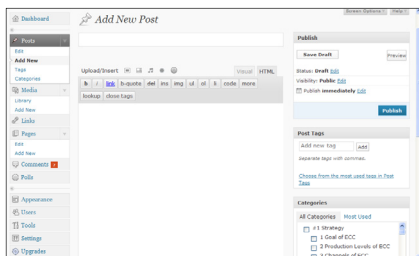 Screen Options
Help
Dashboard
Add New Post
Posts
Edit
Add New
Tags
Categories
Media
Library
Add New
Links
Pages
Edit
Add New
Comments
Polls
Appearance
Users
Tools
Settings
Upgrades
Upload/Insert
Visual
HTML
b i link b-quote del ins img ul ol li code more
lookup close tags
Publish
Save Draft
Preview
Status: Draft Edit
Visibility: Public Edit
Publish immediately Edit
Publish
Post Tags
Add new tag
Add
Separate tags with commas.
Choose from the most used tags in Post
Tags
Categories
All Categories
Most Used
#1 Strategy
1 Goal of ECC
2 Production Levels of ECC
3 Channels of ECC